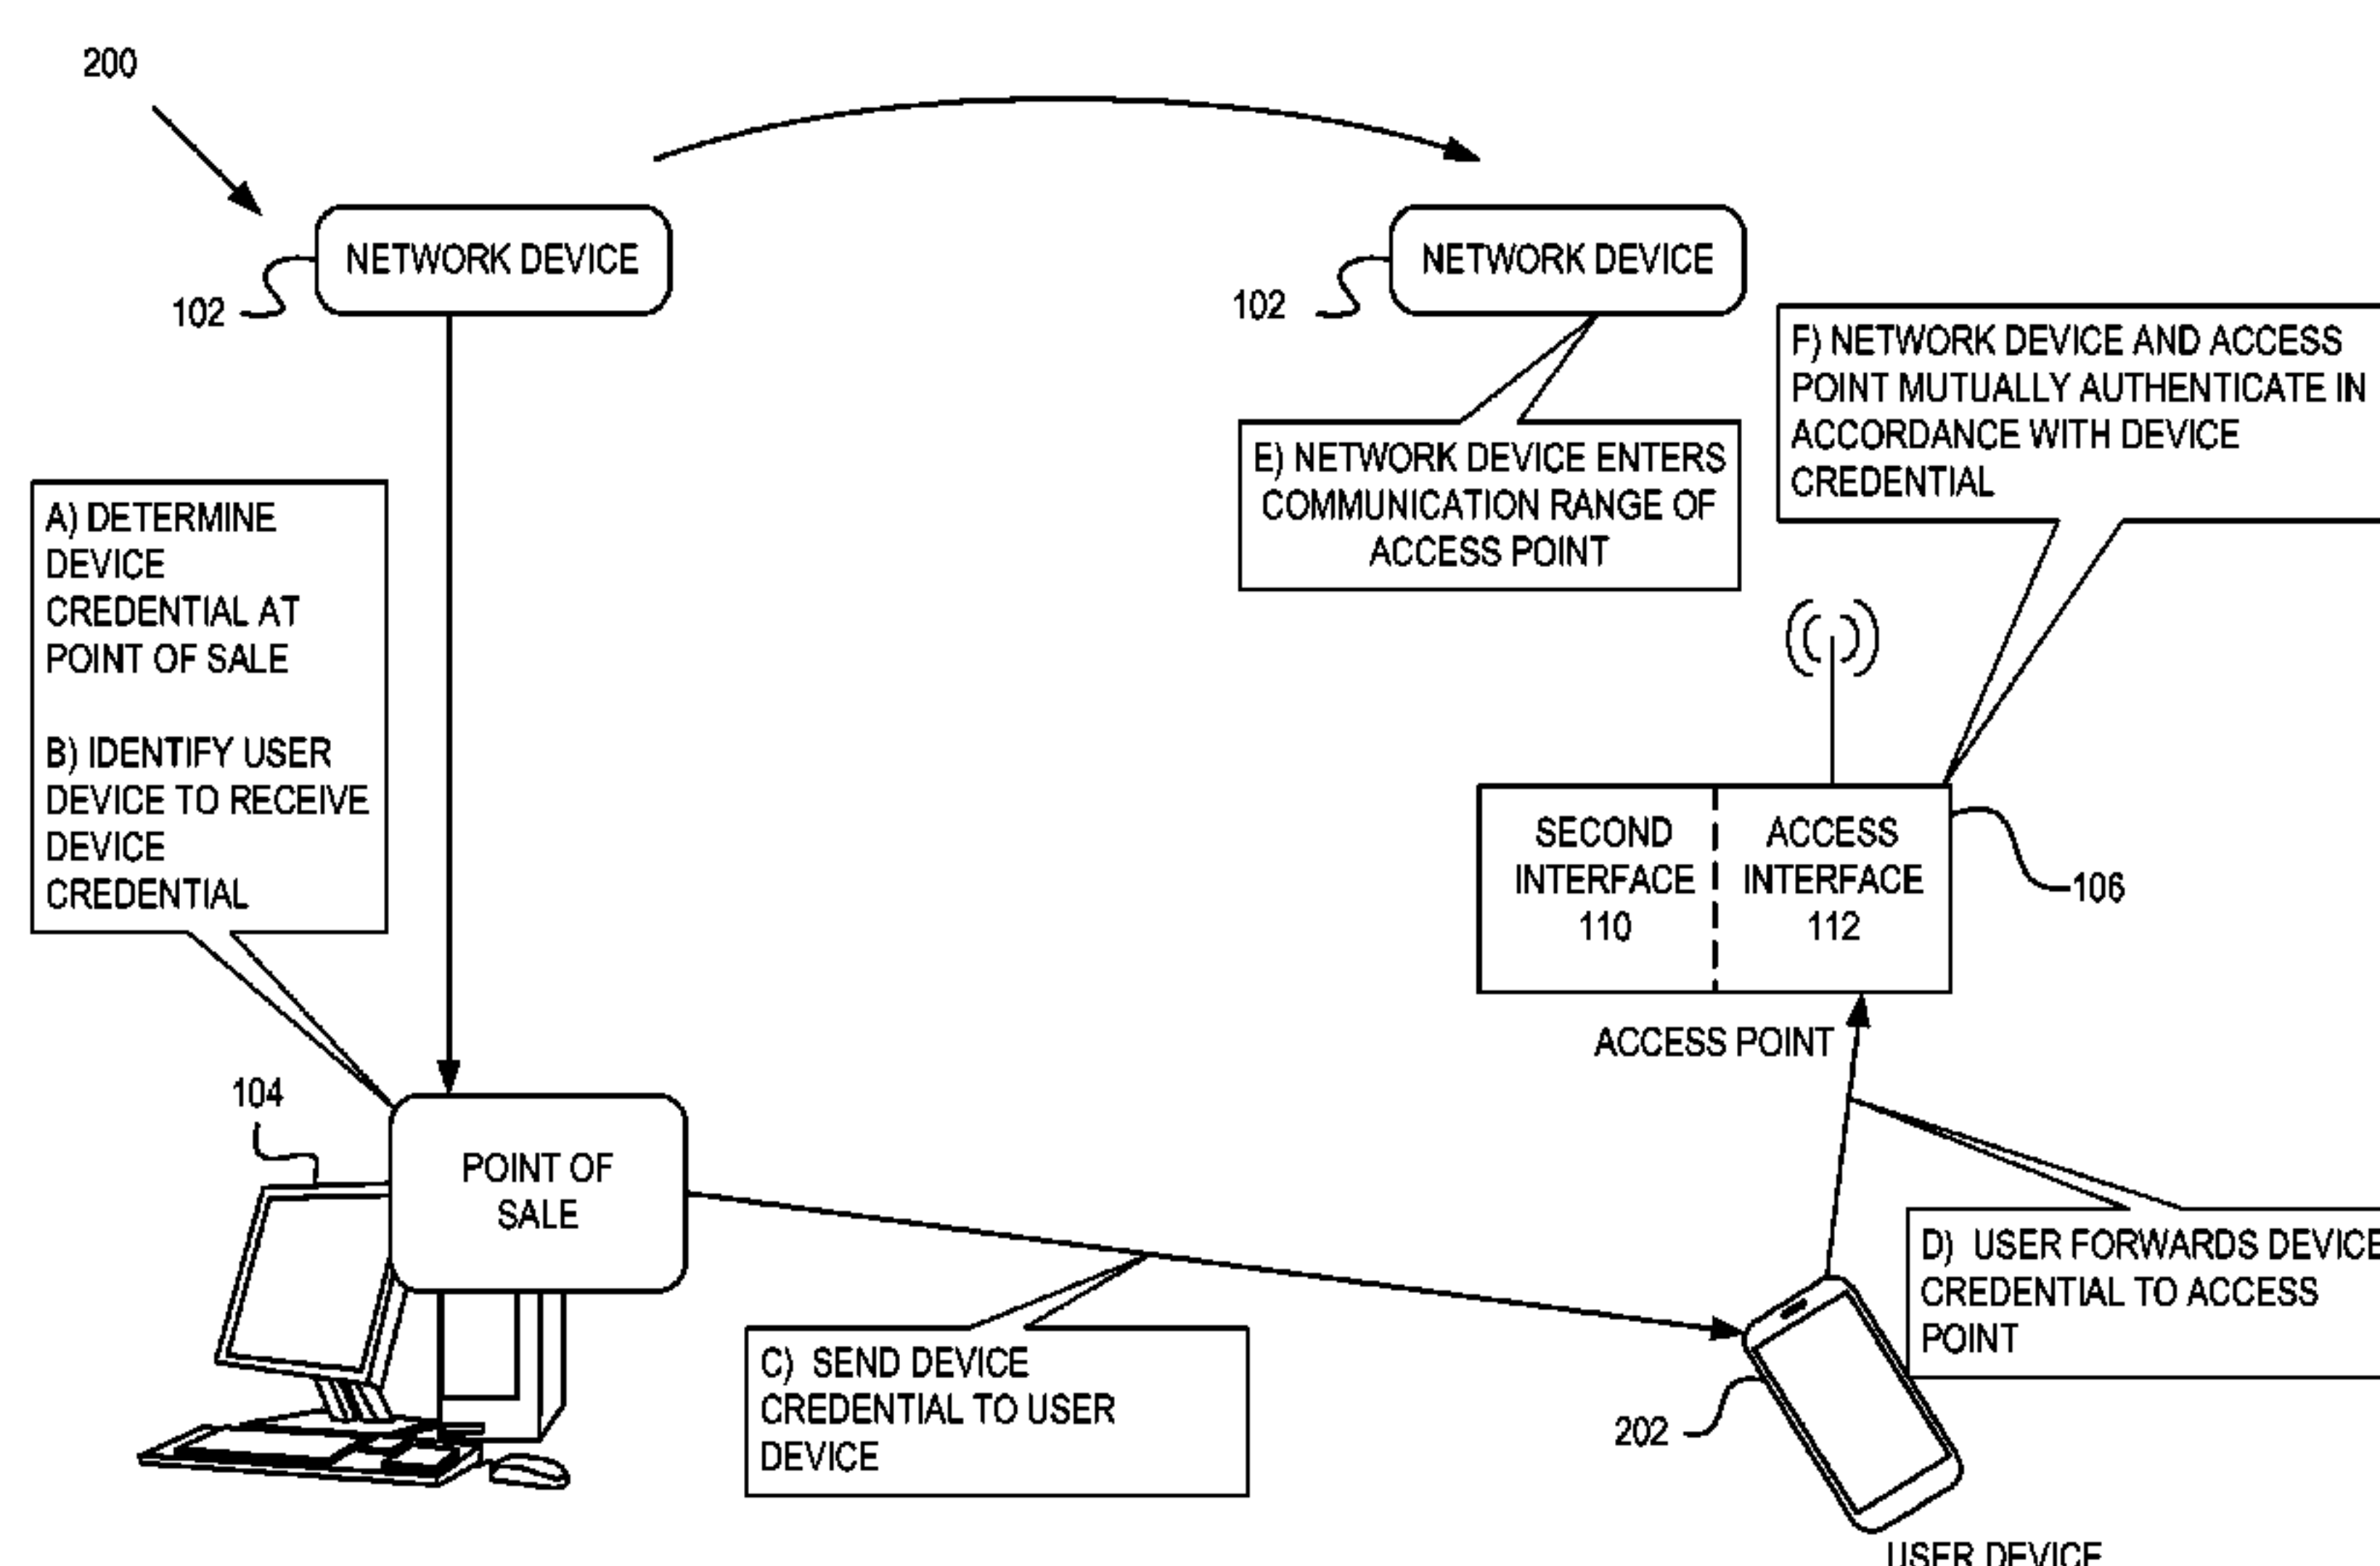 200
NETWORK DEVICE
102
NETWORK DEVICE
102
F) NETWORK DEVICE AND ACCESS
POINT MUTUALLY AUTHENTICATE IN
ACCORDANCE WITH DEVICE
CREDENTIAL
E) NETWORK DEVICE ENTERS
COMMUNICATION RANGE OF
ACCESS POINT
A) DETERMINE
DEVICE
CREDENTIAL AT
POINT OF SALE
B) IDENTIFY USER
DEVICE TO RECEIVE
DEVICE
CREDENTIAL
SECOND
INTERFACE
110
ACCESS
INTERFACE
112
106
ACCESS POINT
104
POINT OF
SALE
D) USER FORWARDS DEVICE
CREDENTIAL TO ACCESS
POINT
C) SEND DEVICE
CREDENTIAL TO USER
DEVICE
202
USER DEVICE